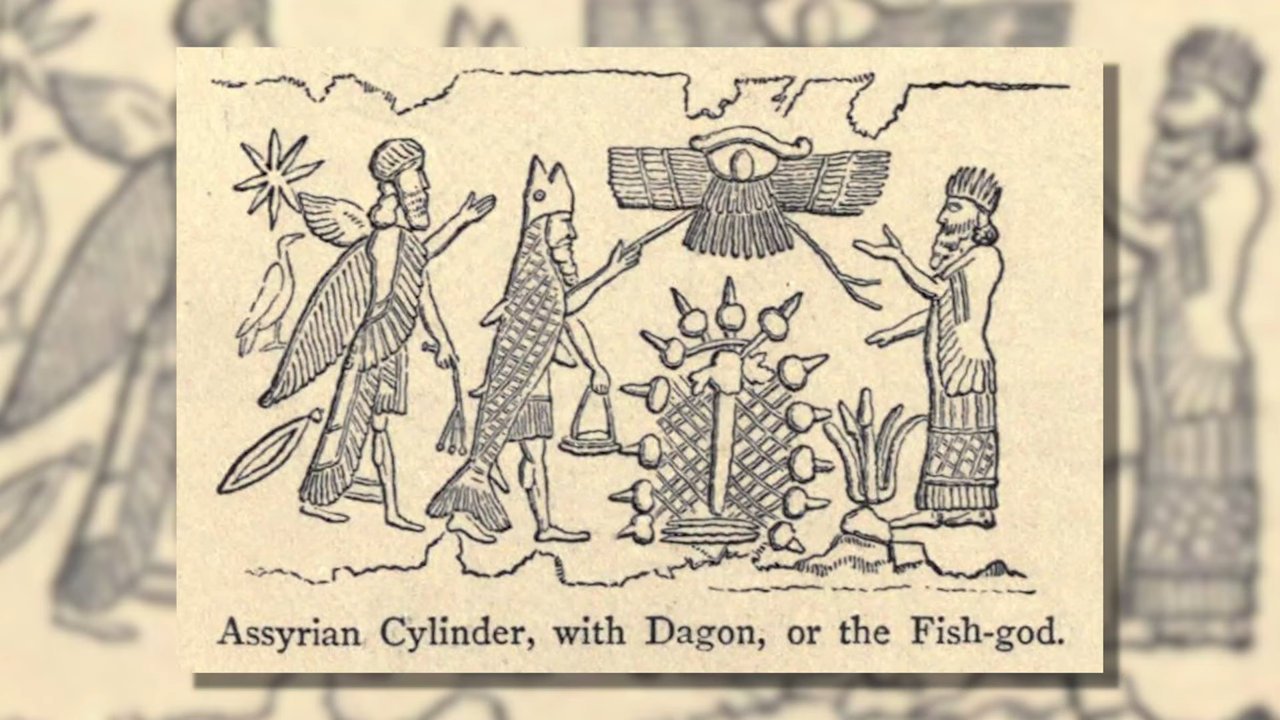 Assyrian Cylinder, with Dagon, or the Fish-god.